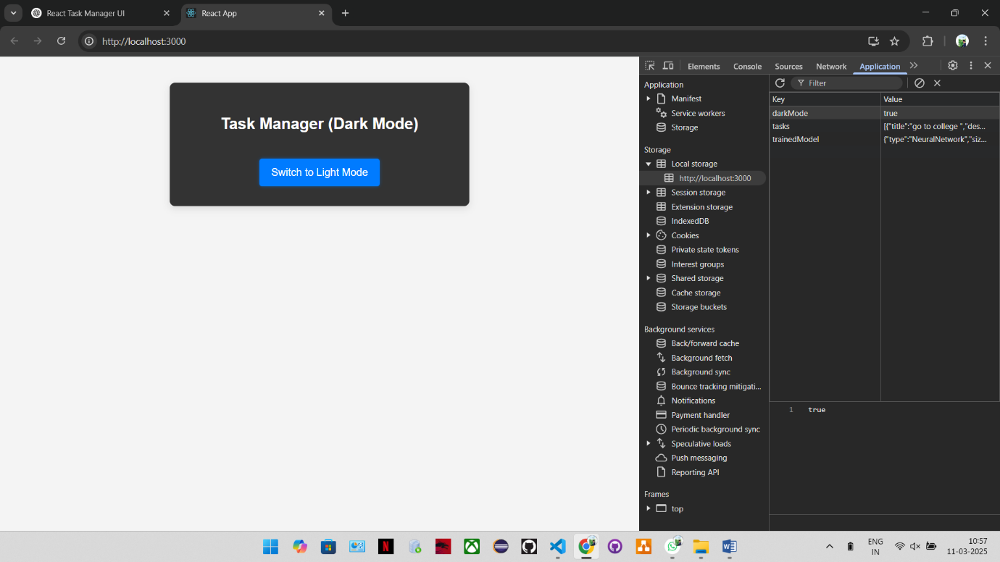 React Task Manager UI
React App
http://localhost:3000
Task Manager (Dark Mode)
Switch to Light Mode
Elements Console Sources Network Application
Application
Manifest
Service workers
Storage
Storage
Local storage
http://localhost:3000
Session storage
Extension storage
IndexedDB
Cookies
Private state tokens
Interest groups
Shared storage
Cache storage
Storage buckets
Background services
Back/forward cache
Background fetch
Background sync
Bounce tracking mitigati...
Notifications
Payment handler
Periodic background sync
Speculative loads
Push messaging
Reporting API
Frames
top
Filter
Key Value
darkMode true
tasks [{"title":"go to college ","des...
trainedModel {"type":"NeuralNetwork","siz...
1 true
ENG
IN
10:57
11-03-2025